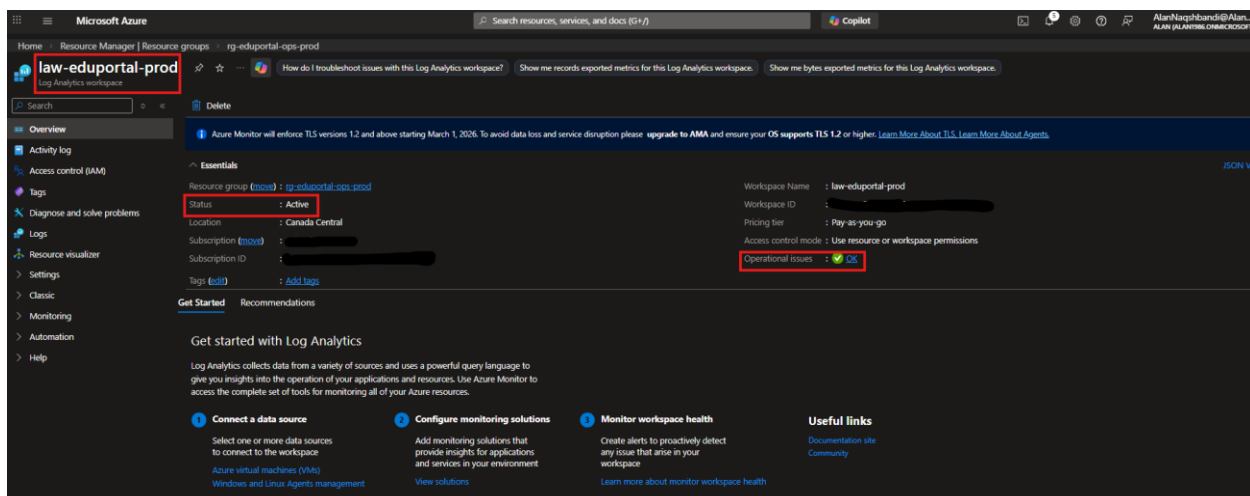 Microsoft Azure
Search resources, services, and docs (G+/)
Copilot
AlanNaqshbandi@Alan...
ALAN (ALAN1986.ONMICROSOFT
Home > Resource Manager | Resource groups > rg-eduportal-ops-prod
law-eduportal-prod
Log Analytics workspace
How do I troubleshoot issues with this Log Analytics workspace?
Show me records exported metrics for this Log Analytics workspace.
Show me bytes exported metrics for this Log Analytics workspace.
Search
Delete
Overview
Activity log
Access control (IAM)
Tags
Diagnose and solve problems
Logs
Resource visualizer
Settings
Classic
Monitoring
Automation
Help
Azure Monitor will enforce TLS versions 1.2 and above starting March 1, 2026. To avoid data loss and service disruption please upgrade to AMA and ensure your OS supports TLS 1.2 or higher. Learn More About TLS, Learn More About Agents.
Essentials
JSON V
Resource group (move) : rg-eduportal-ops-prod
Status : Active
Location : Canada Central
Subscription (move) :
Subscription ID :
Tags (edit) : Add tags
Workspace Name : law-eduportal-prod
Workspace ID :
Pricing tier : Pay-as-you-go
Access control mode : Use resource or workspace permissions
Operational issues : OK
Get Started Recommendations
Get started with Log Analytics
Log Analytics collects data from a variety of sources and uses a powerful query language to
give you insights into the operation of your applications and resources. Use Azure Monitor to
access the complete set of tools for monitoring all of your Azure resources.
1 Connect a data source
Select one or more data sources
to connect to the workspace
Azure virtual machines (VMs)
Windows and Linux Agents management
2 Configure monitoring solutions
Add monitoring solutions that
provide insights for applications
and services in your environment
View solutions
3 Monitor workspace health
Create alerts to proactively detect
any issue that arise in your
workspace
Learn more about monitor workspace health
Useful links
Documentation site
Community